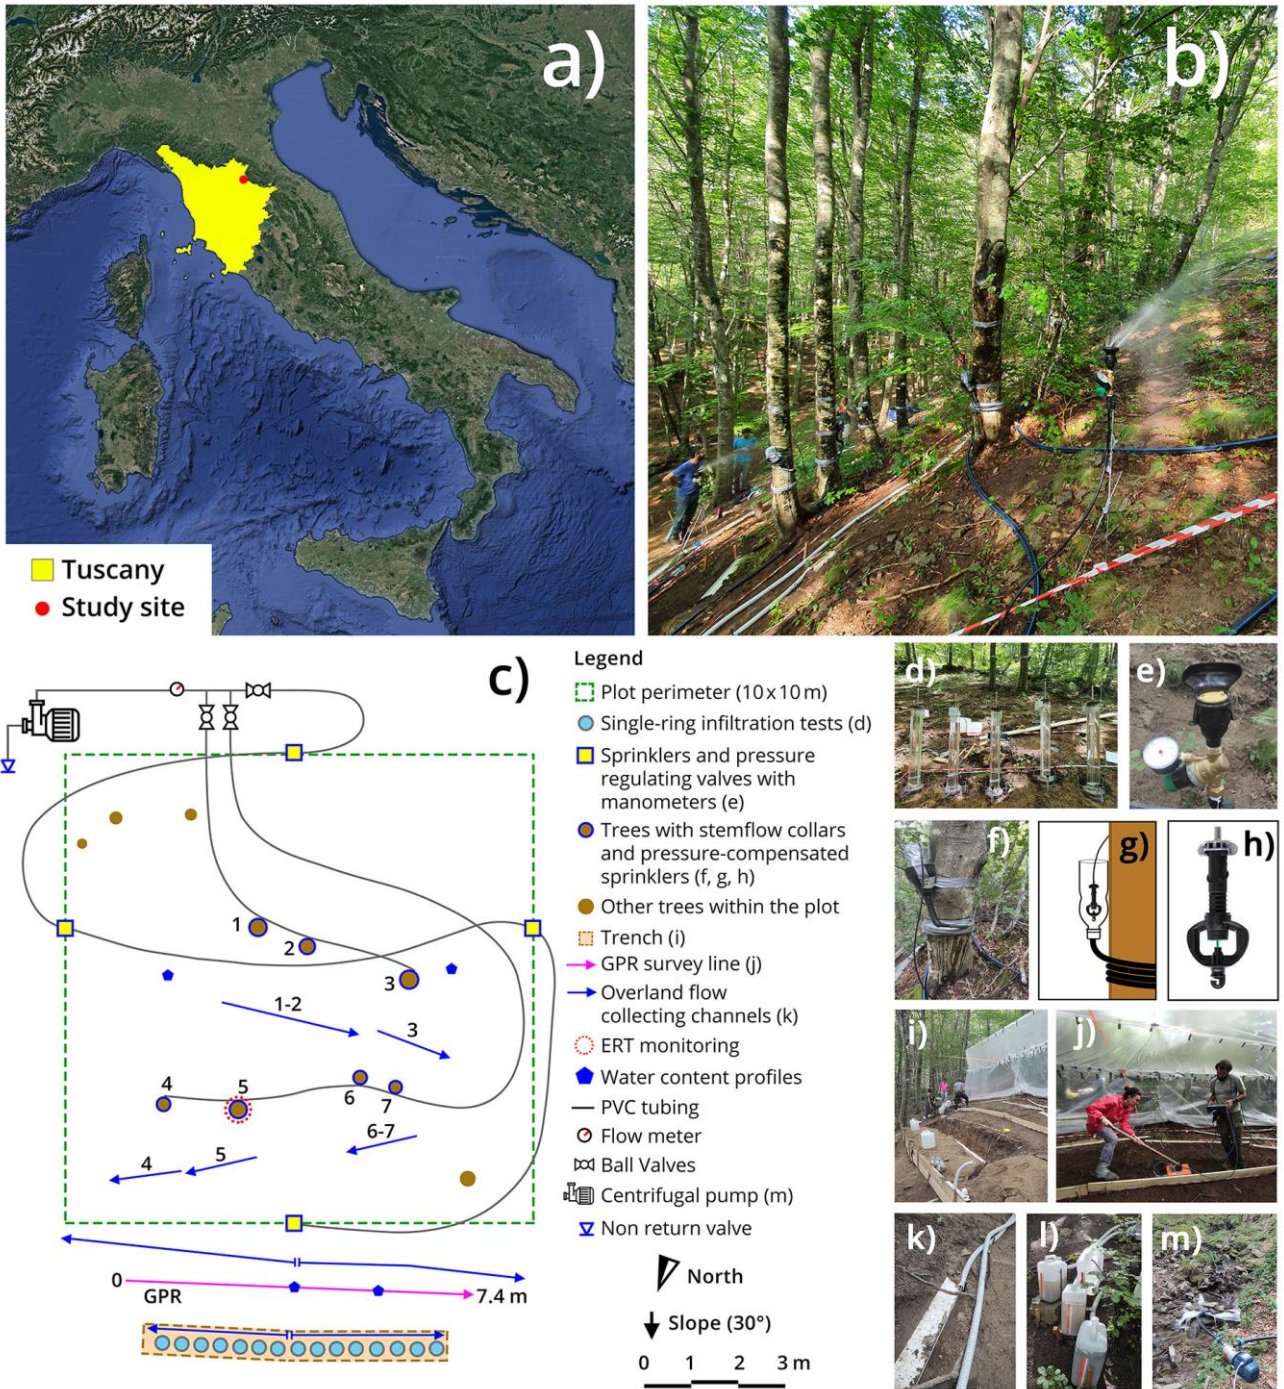 a)
Tuscany
Study site
b)
c)
1
2
3
1-2
3
4
5
6
7
6-7
5
4
0
GPR
7.4 m
Legend
Plot perimeter (10 x 10 m)
Single-ring infiltration tests (d)
Sprinklers and pressure
regulating valves with
manometers (e)
Trees with stemflow collars
and pressure-compensated
sprinklers (f, g, h)
Other trees within the plot
Trench (i)
GPR survey line (j)
Overland flow
collecting channels (k)
ERT monitoring
Water content profiles
PVC tubing
Flow meter
Ball Valves
Centrifugal pump (m)
Non return valve
North
Slope (30°)
0 1 2 3 m
d)
e)
f)
g)
h)
i)
j)
k)
l)
m)